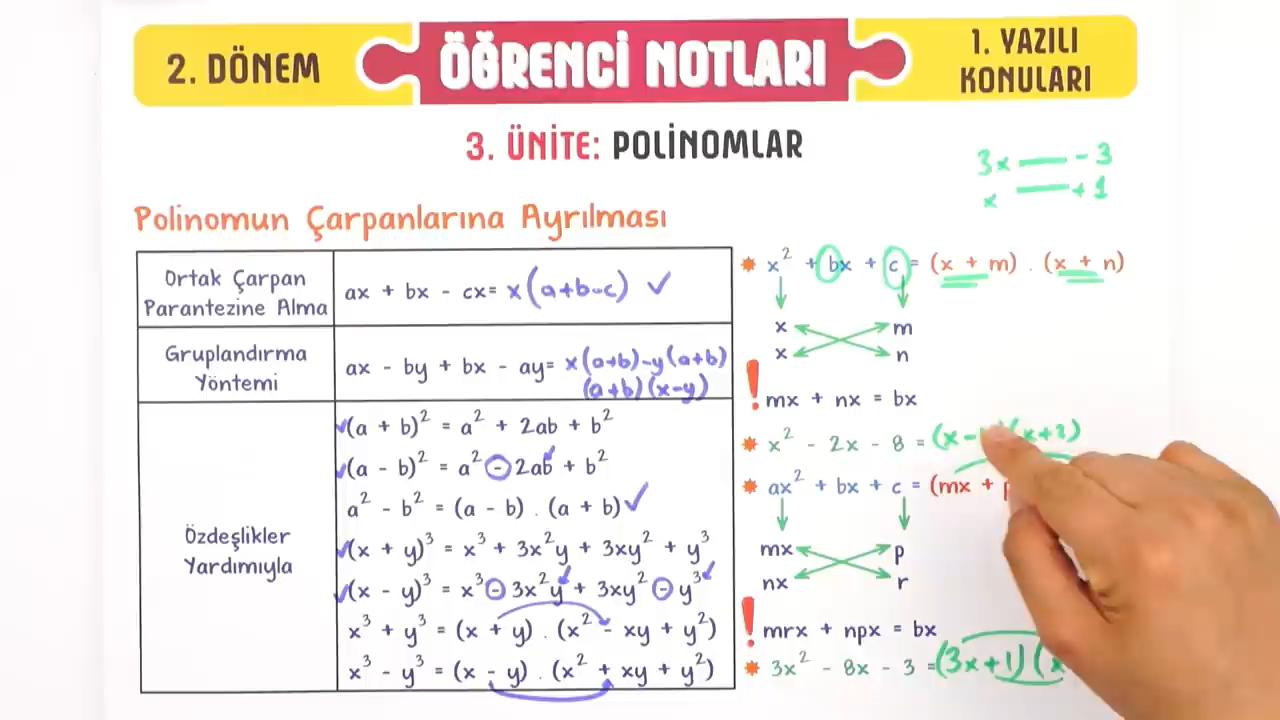 2. DÖNEM
ÖĞRENCİ NOTLARI
1. YAZILI
KONULARI
3. ÜNİTE: POLİNOMLAR
3x — - 3
x — + 1
Polinomun Çarpanlarına Ayrılması
Ortak Çarpan
Parantezine Alma
ax + bx - cx= x(a+b-c) ✓
Gruplandırma
Yöntemi
ax - by + bx - ay= x(a+b)-y(a+b)
(a+b)(x-y)
Özdeşlikler
Yardımıyla
(a + b)² = a² + 2ab + b²
(a - b)² = a² - 2ab + b²
a² - b² = (a - b) . (a + b) ✓
(x + y)³ = x³ + 3x²y + 3xy² + y³
(x - y)³ = x³ - 3x²y + 3xy² - y³
x³ + y³ = (x + y) . (x² - xy + y²)
x³ - y³ = (x - y) . (x² + xy + y²)
x² + bx + c = (x + m) . (x + n)
x m
x n
! mx + nx = bx
x² - 2x - 8 = (x - (x+2)
ax² + bx + c = (mx +
mx p
nx r
! mrx + npx = bx
3x² - 8x - 3 = (3x+1)(